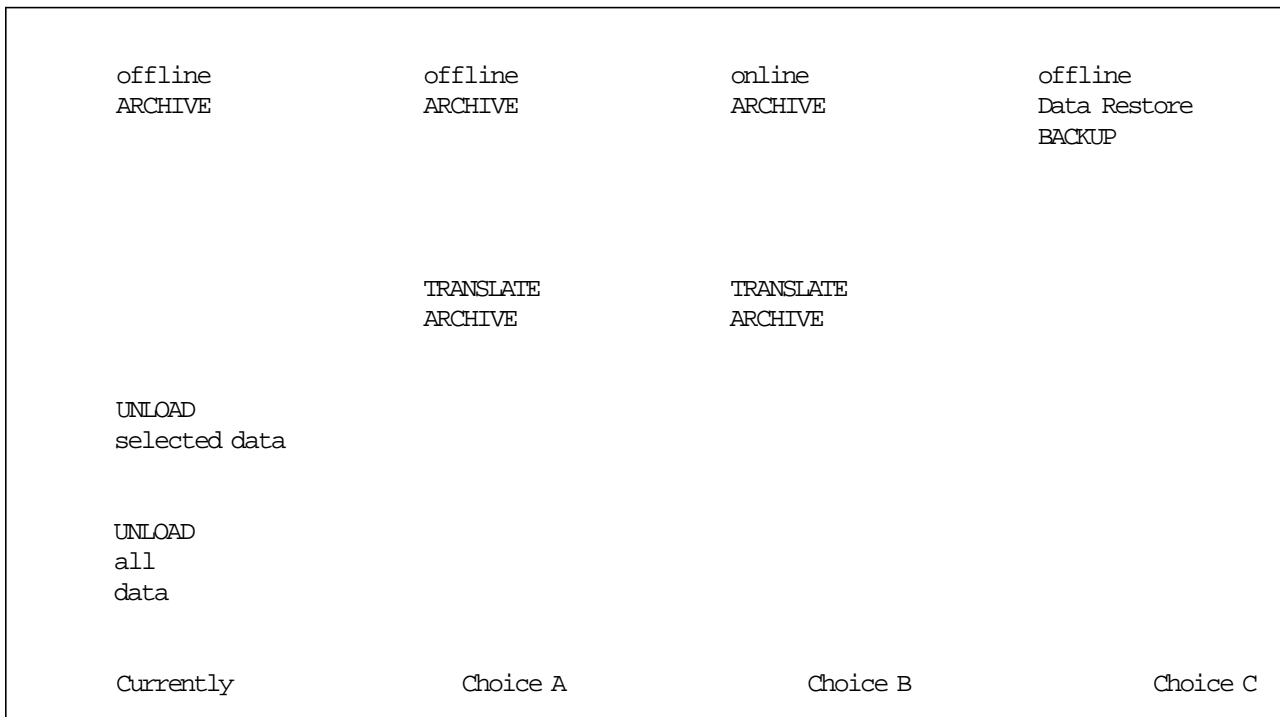 offline offline online offline
ARCHIVE ARCHIVE ARCHIVE Data Restore
BACKUP
TRANSLATE TRANSLATE
ARCHIVE ARCHIVE
UNLOAD
selected data
UNLOAD
all
data
Currently Choice A Choice B Choice C